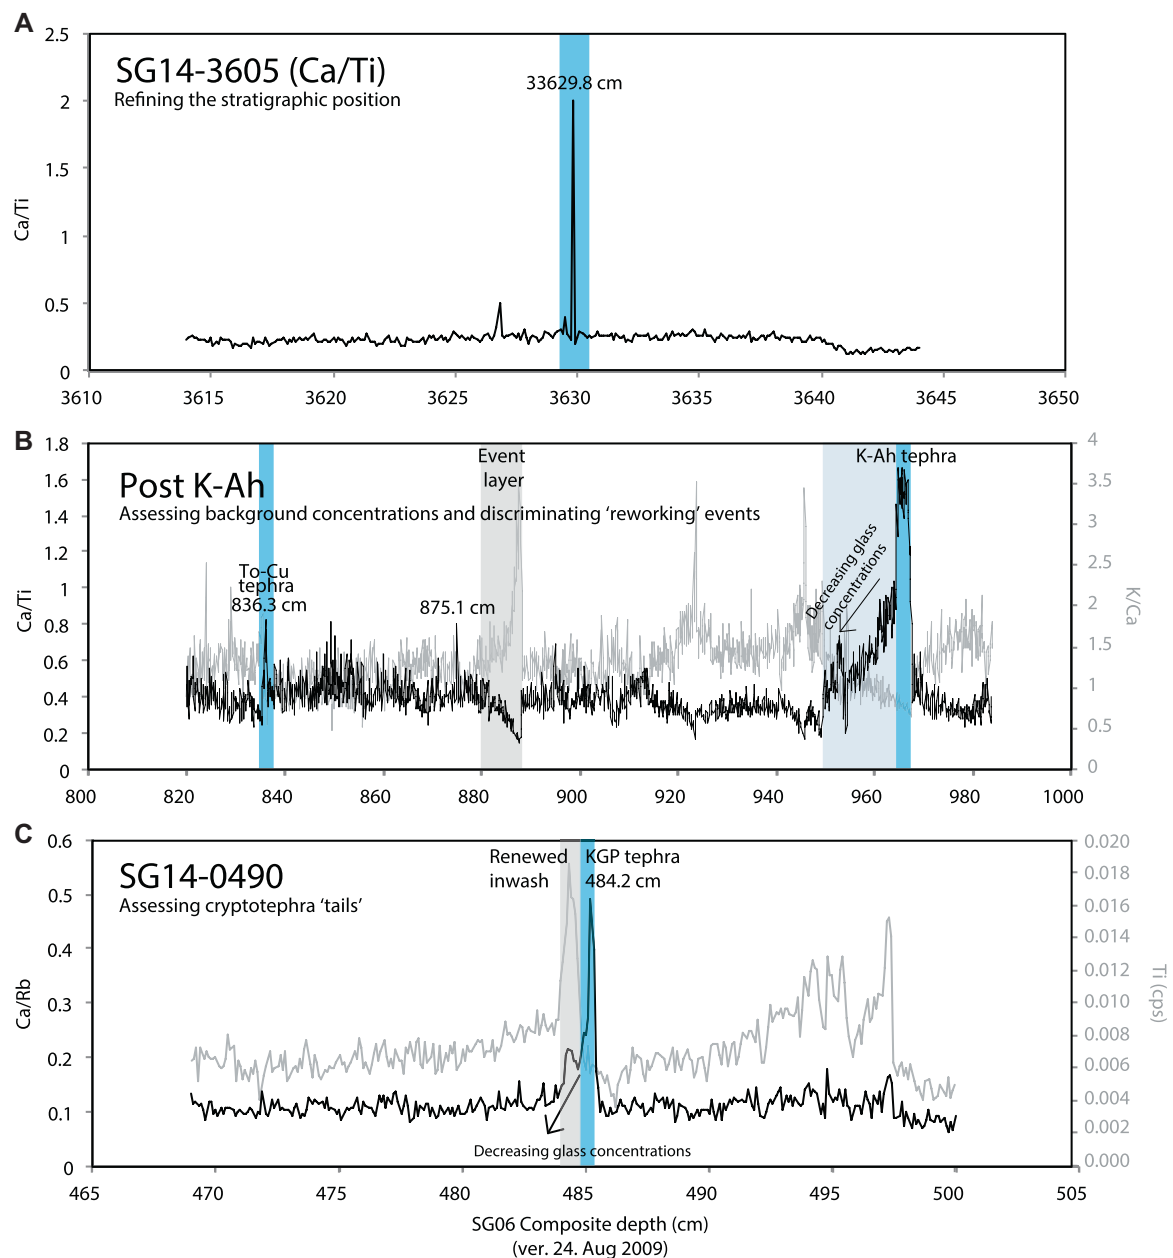 A
2.5
SG14-3605 (Ca/Ti)
Refining the stratigraphic position
33629.8 cm
2
1.5
Ca/Ti
1
0.5
0
3610 3615 3620 3625 3630 3635 3640 3645 3650
B
1.8
4
Event
layer
K-Ah tephra
Post K-Ah
Assessing background concentrations and discriminating ‘reworking’ events
1.6
3.5
1.4
3
1.2
2.5
To-Cu
tephra
836.3 cm
875.1 cm
Decreasing glass
concentrations
1
2
Ca/Ti
K/Ca
0.8
1.5
0.6
1
0.4
0.5
0.2
0
0
800 820 840 860 880 900 920 940 960 980 1000
C
0.6
0.020
Renewed
inwash
KGP tephra
484.2 cm
SG14-0490
Assessing cryptotephra ‘tails’
0.018
0.5
0.016
0.014
0.4
0.012
Ca/Rb
Ti (cps)
0.3
0.010
0.008
0.2
0.006
0.004
0.1
0.002
Decreasing glass concentrations
0
0.000
465 470 475 480 485 490 495 500 505
SG06 Composite depth (cm)
(ver. 24. Aug 2009)